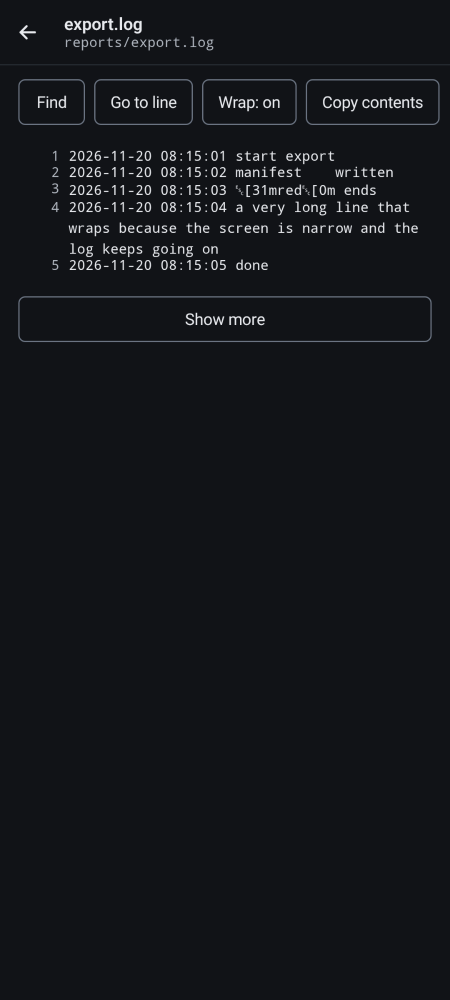 export.log
reports/export.log
Find
Go to line
Wrap: on
Copy contents
1 2026-11-20 08:15:01 start export
2 2026-11-20 08:15:02 manifest    written
3 2026-11-20 08:15:03 ␛[31mred␛[0m ends
4 2026-11-20 08:15:04 a very long line that
wraps because the screen is narrow and the
log keeps going on
5 2026-11-20 08:15:05 done
Show more